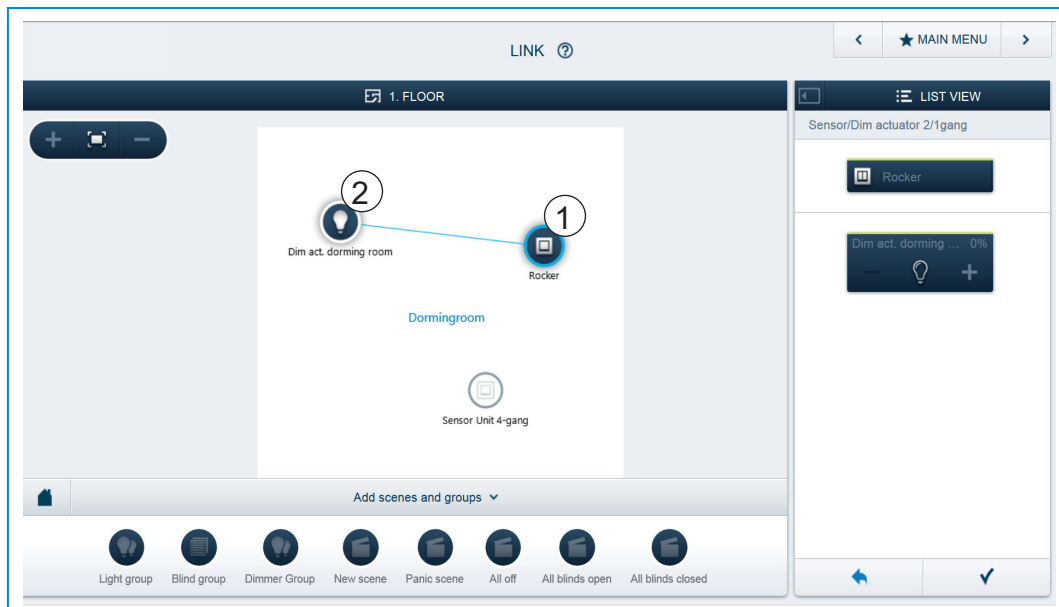 LINK ?
< ★ MAIN MENU >
1. FLOOR
LIST VIEW
Sensor/Dim actuator 2/1gang
+ −
Rocker
2
1
Dim act. dorming room
Rocker
Dim act. dorming ... 0%
− +
Dormingroom
Sensor Unit 4-gang
Add scenes and groups
Light group
Blind group
Dimmer Group
New scene
Panic scene
All off
All blinds open
All blinds closed